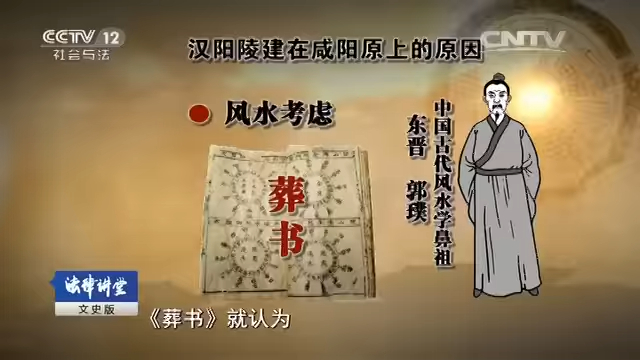 CCTV 12
社会与法
CNTV
汉阳陵建在咸阳原上的原因
风水考虑
葬书
中国古代风水学鼻祖
东晋 郭璞
法律讲堂
文史版
《葬书》就认为